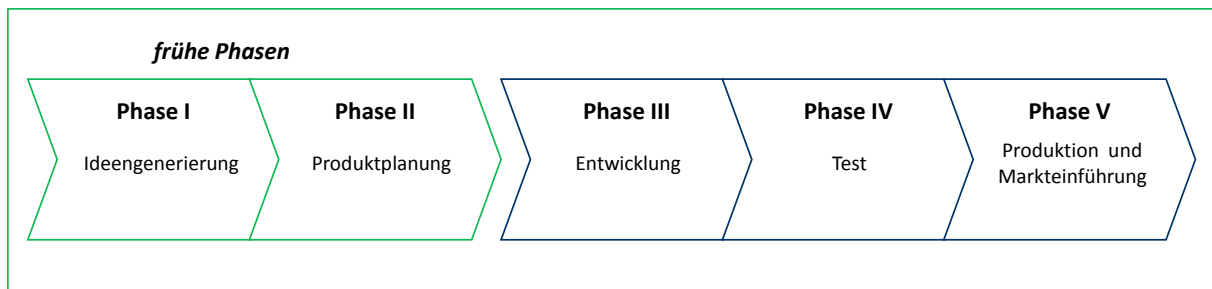 frühe Phasen
Phase I
Ideengenerierung
Phase II
Produktplanung
Phase III
Entwicklung
Phase IV
Test
Phase V
Produktion und
Markteinführung